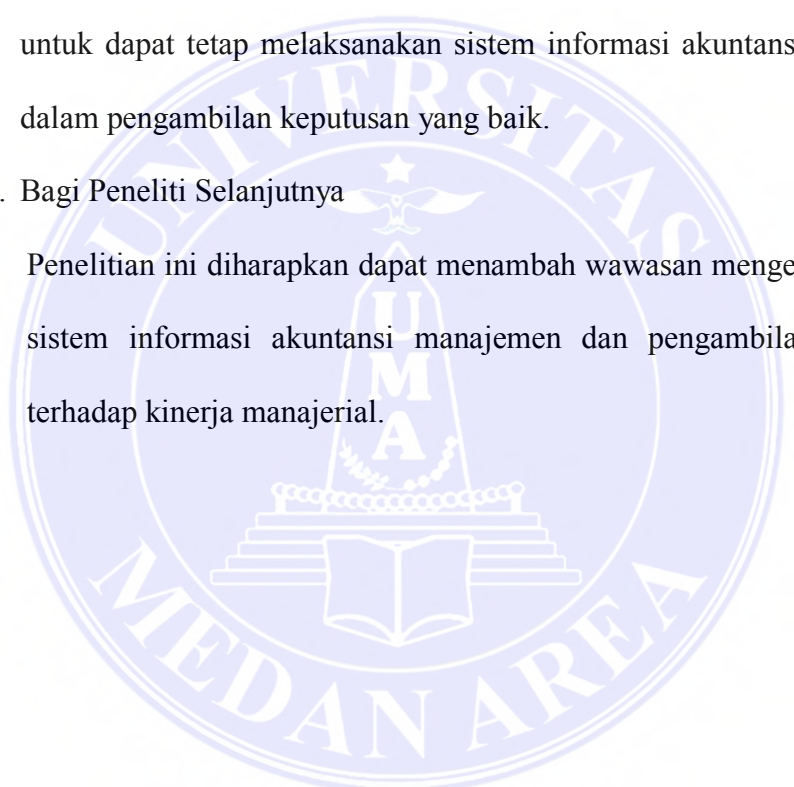 untuk dapat tetap melaksanakan sistem informasi akuntans
dalam pengambilan keputusan yang baik.
. Bagi Peneliti Selanjutnya
Penelitian ini diharapkan dapat menambah wawasan menge
sistem informasi akuntansi manajemen dan pengambila
terhadap kinerja manajerial.
UNIVERSITAS
UMA
MEDAN AREA